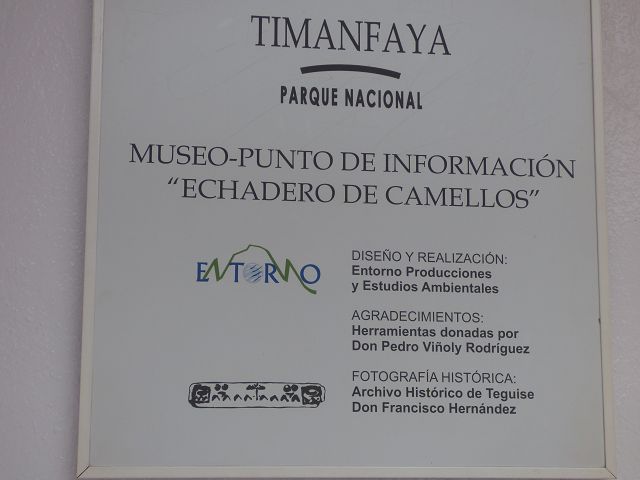 TIMANFAYA
PARQUE NACIONAL
MUSEO-PUNTO DE INFORMACIÓN
“ECHADERO DE CAMELLOS”
ENTORNO
DISEÑO Y REALIZACIÓN:
Entorno Producciones
y Estudios Ambientales
AGRADECIMIENTOS:
Herramientas donadas por
Don Pedro Viñoly Rodríguez
FOTOGRAFÍA HISTÓRICA:
Archivo Histórico de Teguise
Don Francisco Hernández